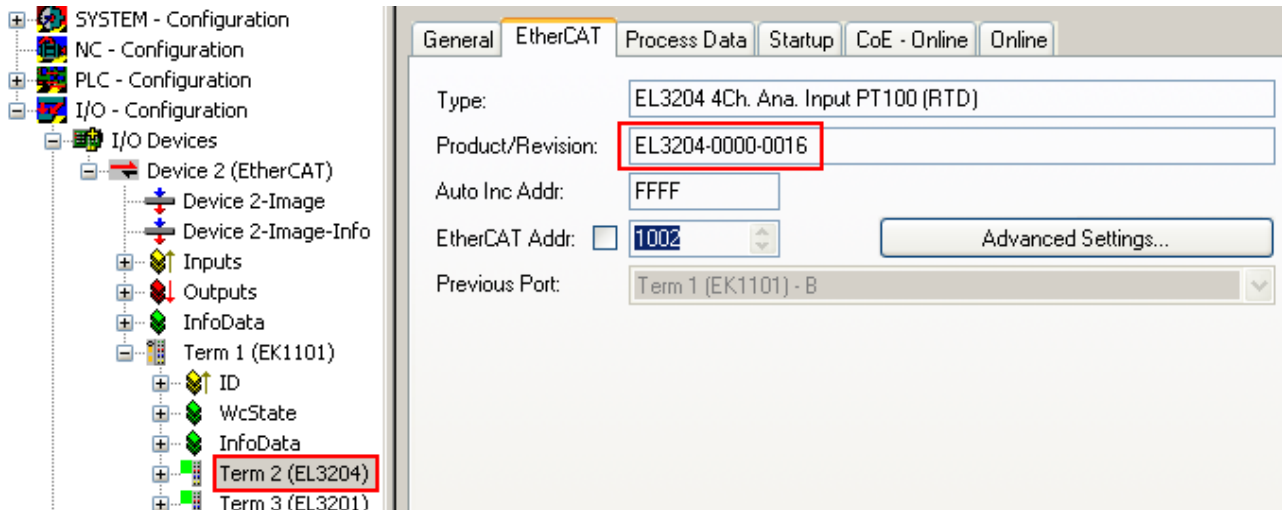 SYSTEM - Configuration
NC - Configuration
PLC - Configuration
I/O - Configuration
I/O Devices
Device 2 (EtherCAT)
Device 2-Image
Device 2-Image-Info
Inputs
Outputs
InfoData
Term 1 (EK1101)
ID
WcState
InfoData
Term 2 (EL3204)
Term 3 (EL3201)
General EtherCAT Process Data Startup CoE - Online Online
Type: EL3204 4Ch. Ana. Input PT100 (RTD)
Product/Revision: EL3204-0000-0016
Auto Inc Addr: FFFF
EtherCAT Addr: 1002 Advanced Settings...
Previous Port: Term 1 (EK1101) - B